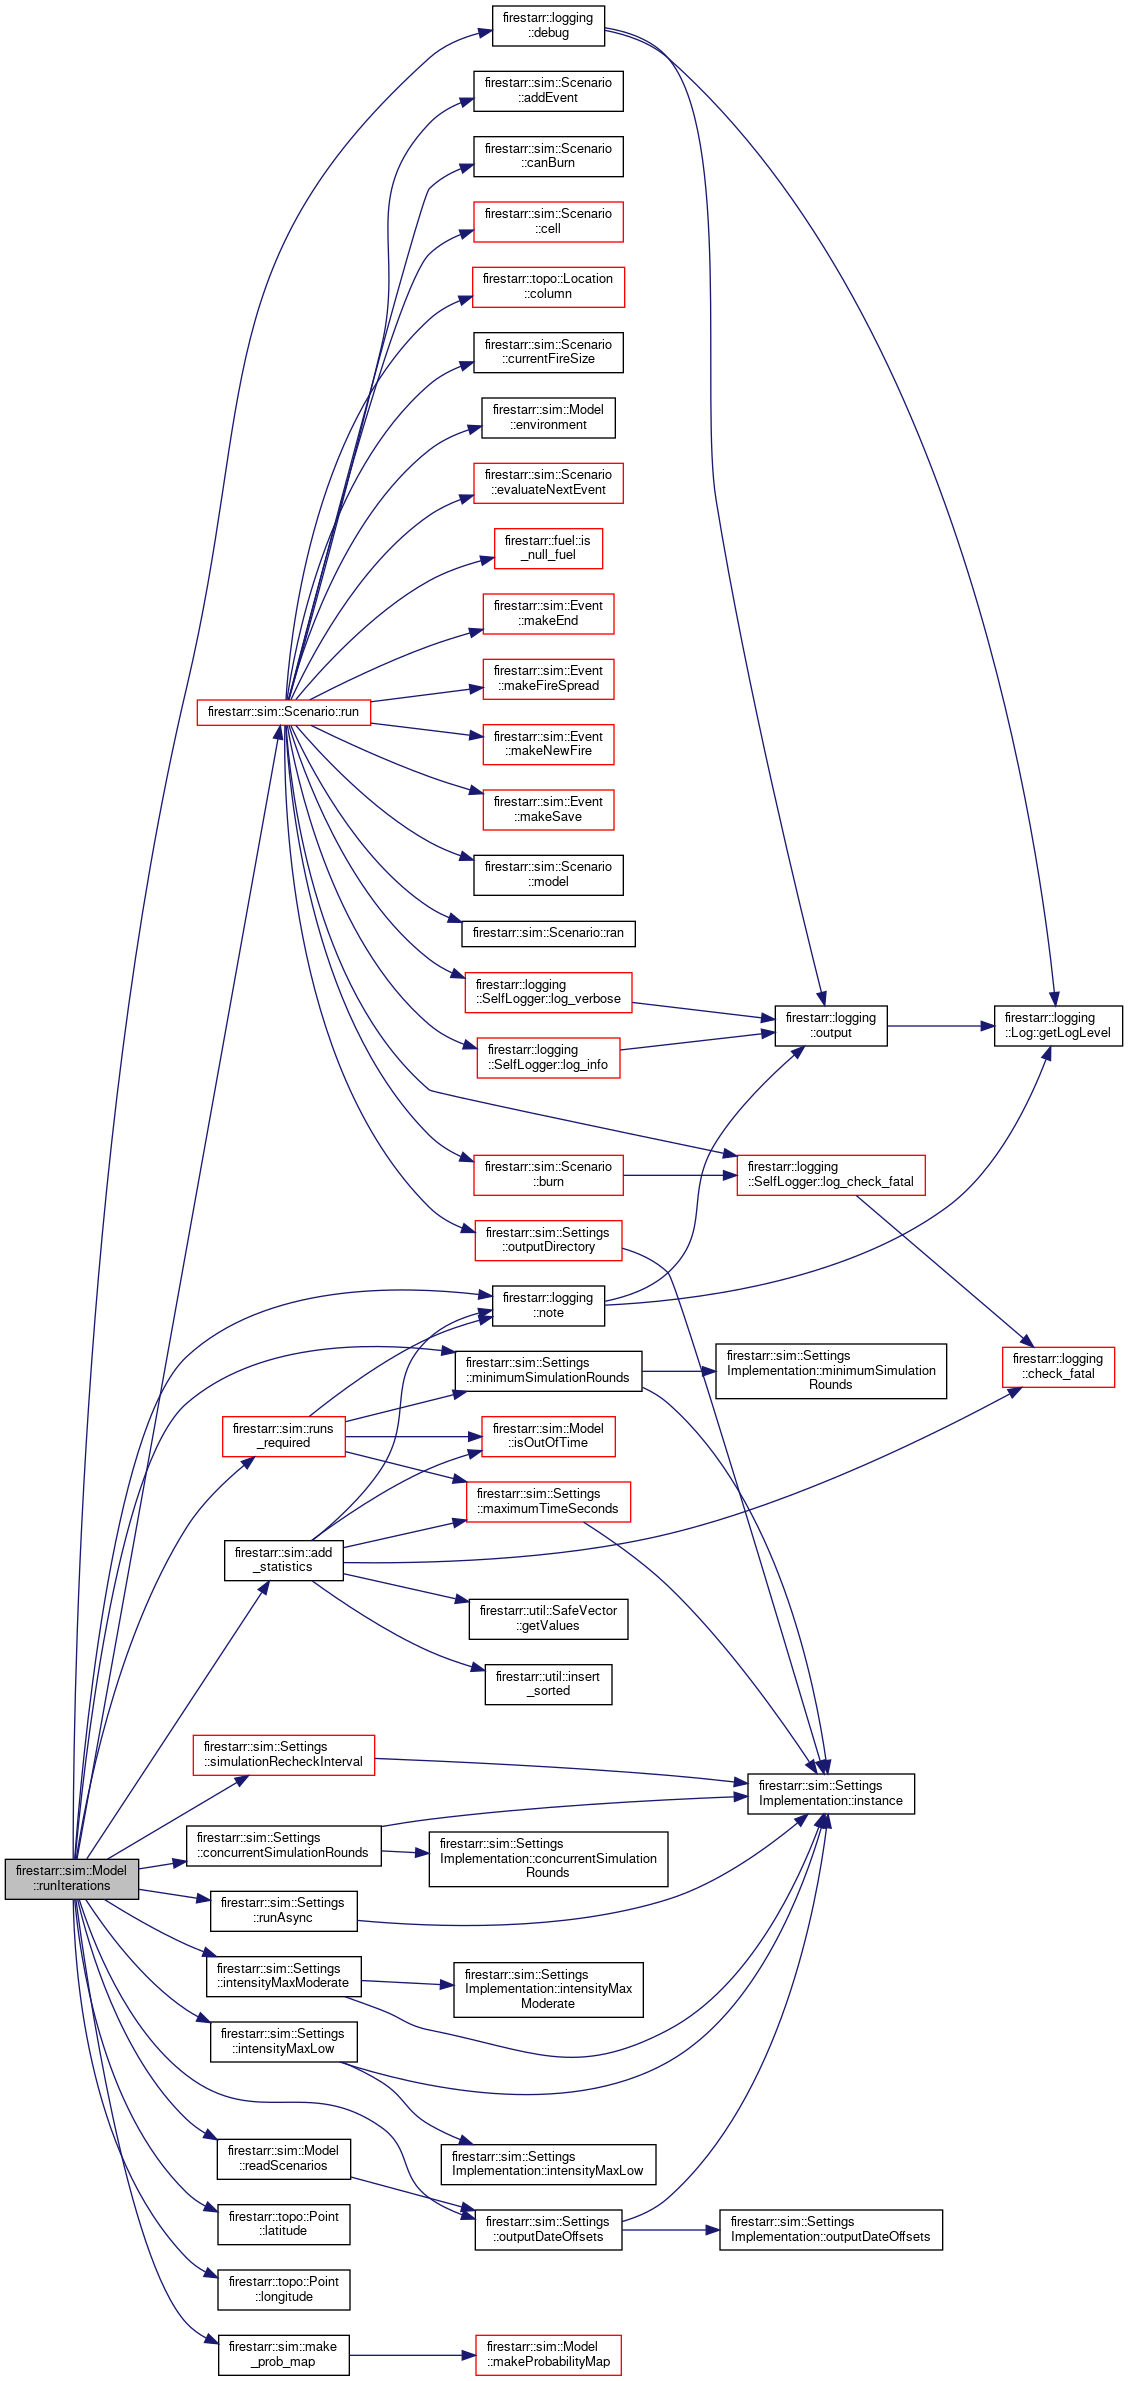 firestarr::logging
::debug
firestarr::sim::Scenario
::addEvent
firestarr::sim::Scenario
::canBurn
firestarr::sim::Scenario
::cell
firestarr::topo::Location
::column
firestarr::sim::Scenario
::currentFireSize
firestarr::sim::Model
::environment
firestarr::sim::Scenario
::evaluateNextEvent
firestarr::fuel::is
_null_fuel
firestarr::sim::Event
::makeEnd
firestarr::sim::Event
::makeFireSpread
firestarr::sim::Scenario::run
firestarr::sim::Event
::makeNewFire
firestarr::sim::Event
::makeSave
firestarr::sim::Scenario
::model
firestarr::sim::Scenario::ran
firestarr::logging
::SelfLogger::log_verbose
firestarr::logging
::output
firestarr::logging
::Log::getLogLevel
firestarr::logging
::SelfLogger::log_info
firestarr::sim::Scenario
::burn
firestarr::logging
::SelfLogger::log_check_fatal
firestarr::sim::Settings
::outputDirectory
firestarr::logging
::note
firestarr::sim::Settings
::minimumSimulationRounds
firestarr::sim::Settings
Implementation::minimumSimulation
Rounds
firestarr::logging
::check_fatal
firestarr::sim::runs
_required
firestarr::sim::Model
::isOutOfTime
firestarr::sim::Settings
::maximumTimeSeconds
firestarr::sim::add
_statistics
firestarr::util::SafeVector
::getValues
firestarr::util::insert
_sorted
firestarr::sim::Settings
::simulationRecheckInterval
firestarr::sim::Settings
Implementation::instance
firestarr::sim::Settings
::concurrentSimulationRounds
firestarr::sim::Settings
Implementation::concurrentSimulation
Rounds
firestarr::sim::Model
::runIterations
firestarr::sim::Settings
::runAsync
firestarr::sim::Settings
::intensityMaxModerate
firestarr::sim::Settings
Implementation::intensityMax
Moderate
firestarr::sim::Settings
::intensityMaxLow
firestarr::sim::Model
::readScenarios
firestarr::sim::Settings
Implementation::intensityMaxLow
firestarr::topo::Point
::latitude
firestarr::sim::Settings
::outputDateOffsets
firestarr::sim::Settings
Implementation::outputDateOffsets
firestarr::topo::Point
::longitude
firestarr::sim::make
_prob_map
firestarr::sim::Model
::makeProbabilityMap